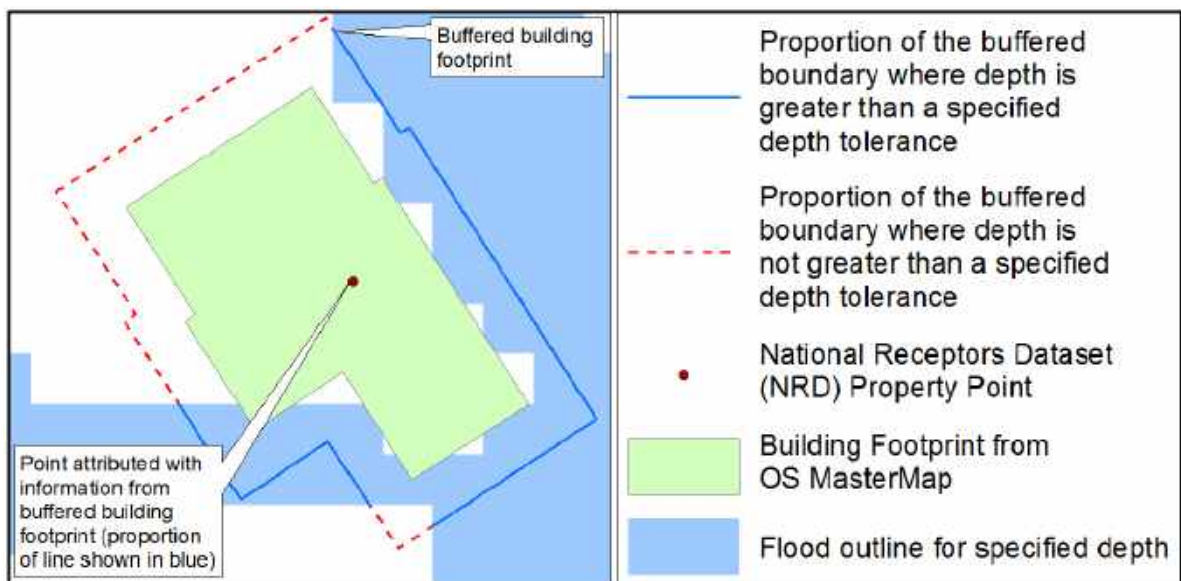 Buffered building
footprint
Point attributed with
information from
buffered building
footprint (proportion
of line shown in blue)
Proportion of the buffered
boundary where depth is
greater than a specified
depth tolerance
Proportion of the buffered
boundary where depth is
not greater than a specified
depth tolerance
National Receptors Dataset
(NRD) Property Point
Building Footprint from
OS MasterMap
Flood outline for specified depth